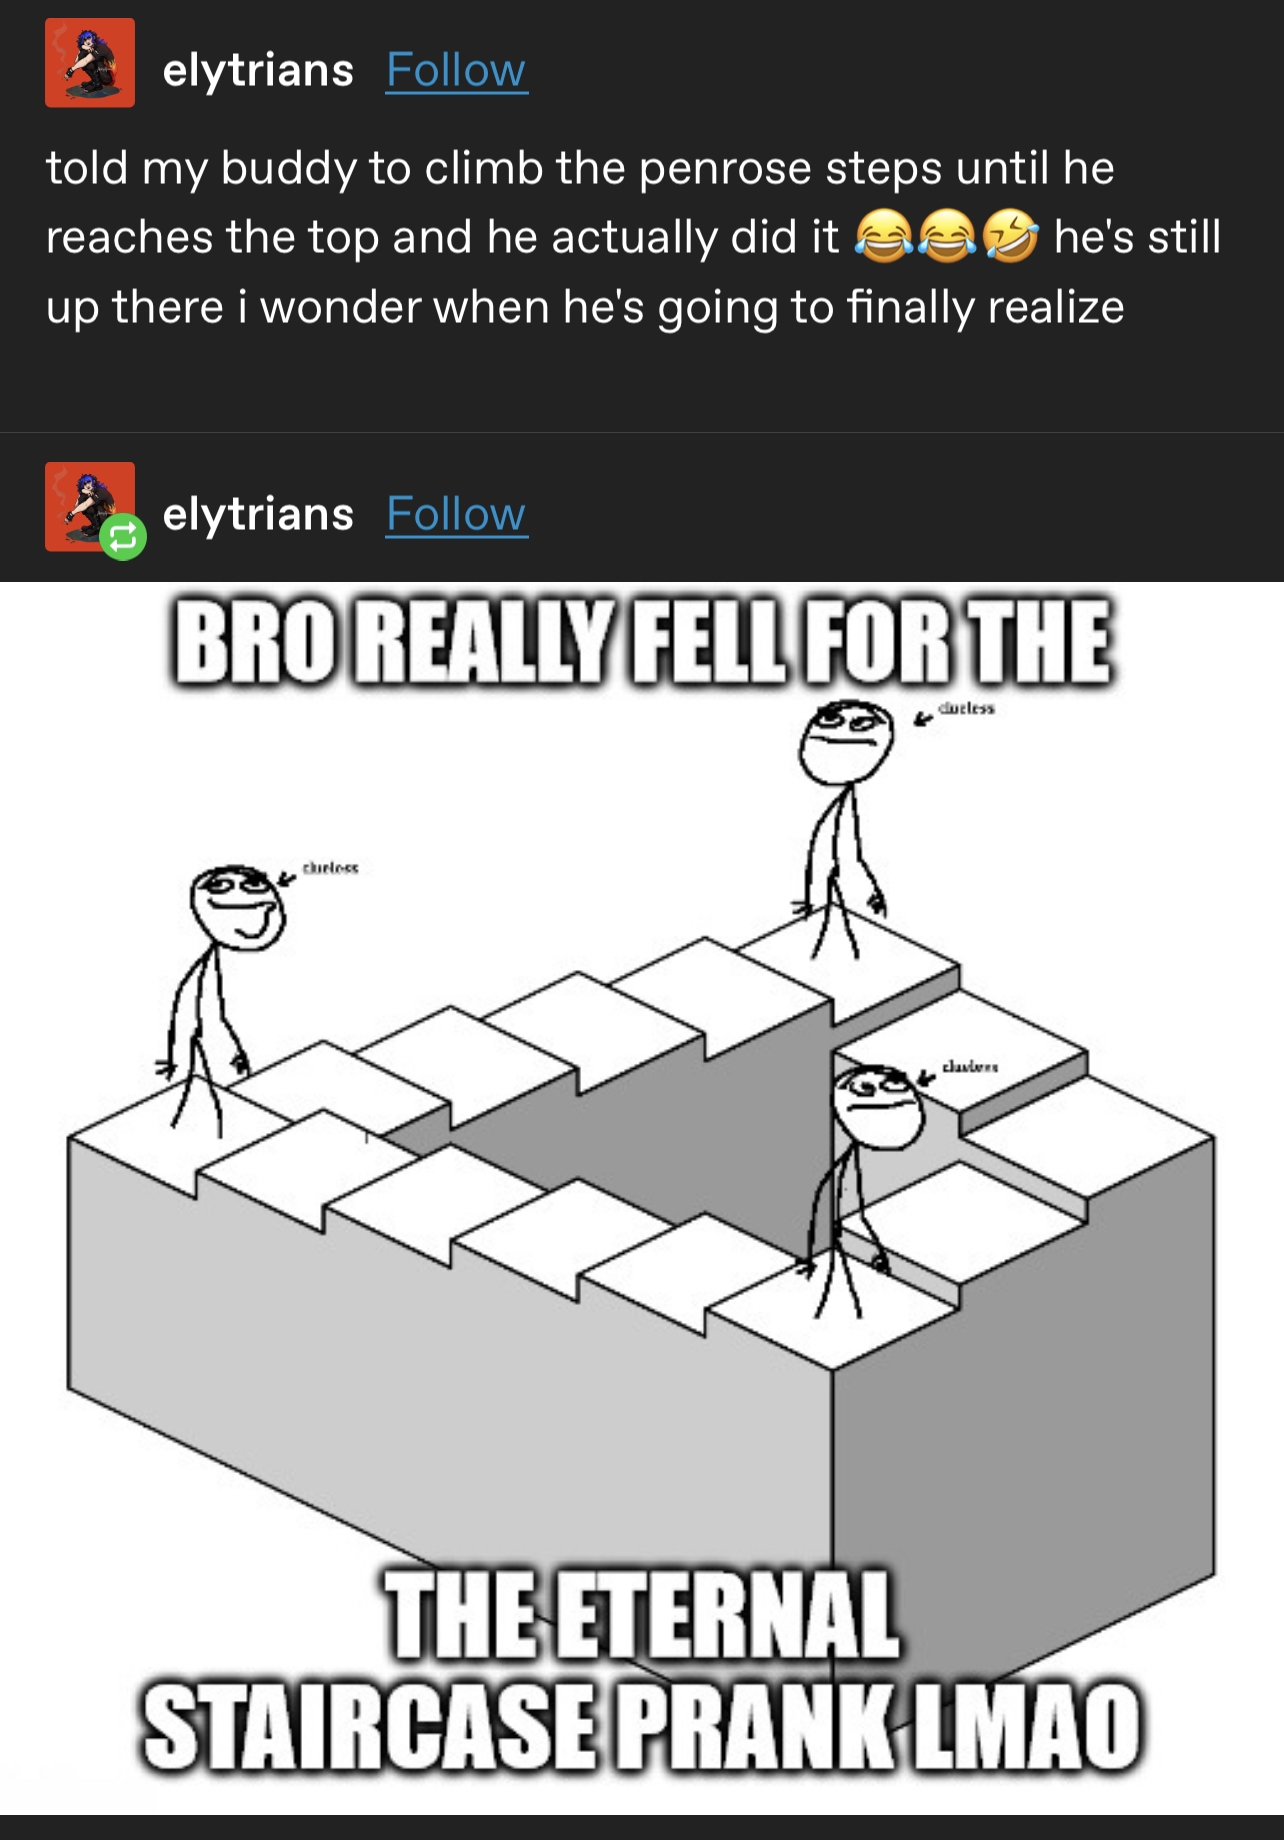 elytrians Follow
told my buddy to climb the penrose steps until he
reaches the top and he actually did it 😂😂🤣 he's still
up there i wonder when he's going to finally realize
elytrians Follow
BRO REALLY FELL FOR THE
clueless
clueless
clueless
THE ETERNAL
STAIRCASE PRANK LMAO